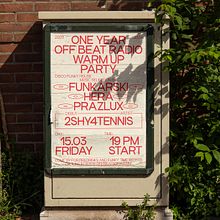 ONE YEAR
OFF BEAT RADIO
WARM UP
PARTY
FUNKARSKI
HERA
PRAZLUX
2SHY4TENNIS
15.03
19 PM
FRIDAY
START